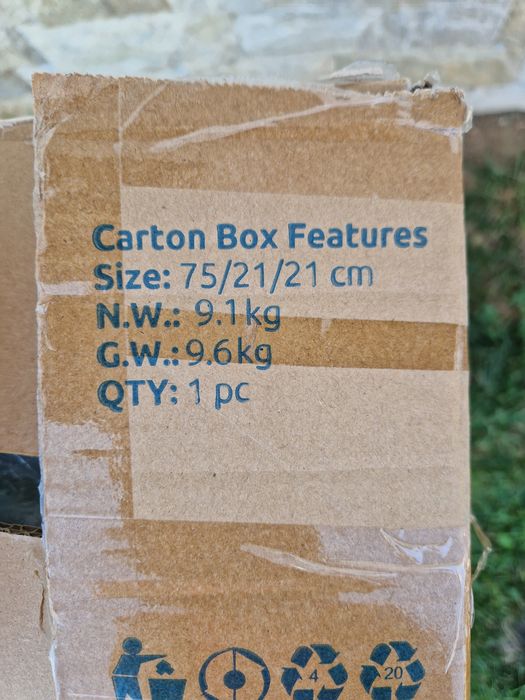 Carton Box Features
Size: 75/21/21 cm
N.W.: 9.1kg
G.W.: 9.6kg
QTY: 1 pc
4 20